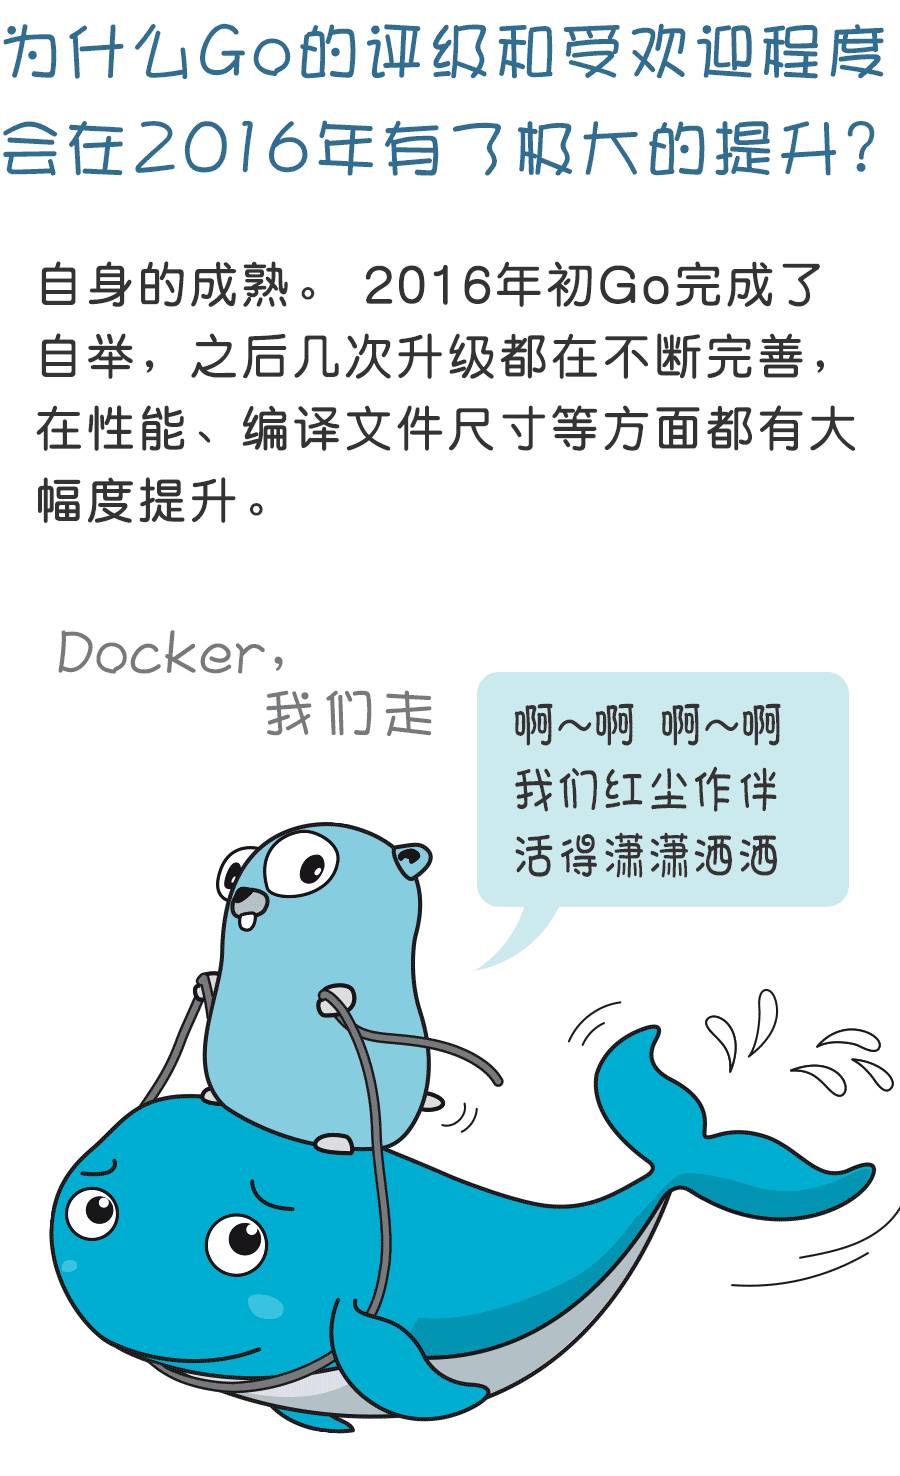 为什么Go的评级和受欢迎程度
会在2016年有了极大的提升？
自身的成熟。 2016年初Go完成了
自举，之后几次升级都在不断完善，
在性能、编译文件尺寸等方面都有大
幅度提升。
Docker，
我们走
啊～啊 啊～啊
我们红尘作伴
活得潇潇洒洒